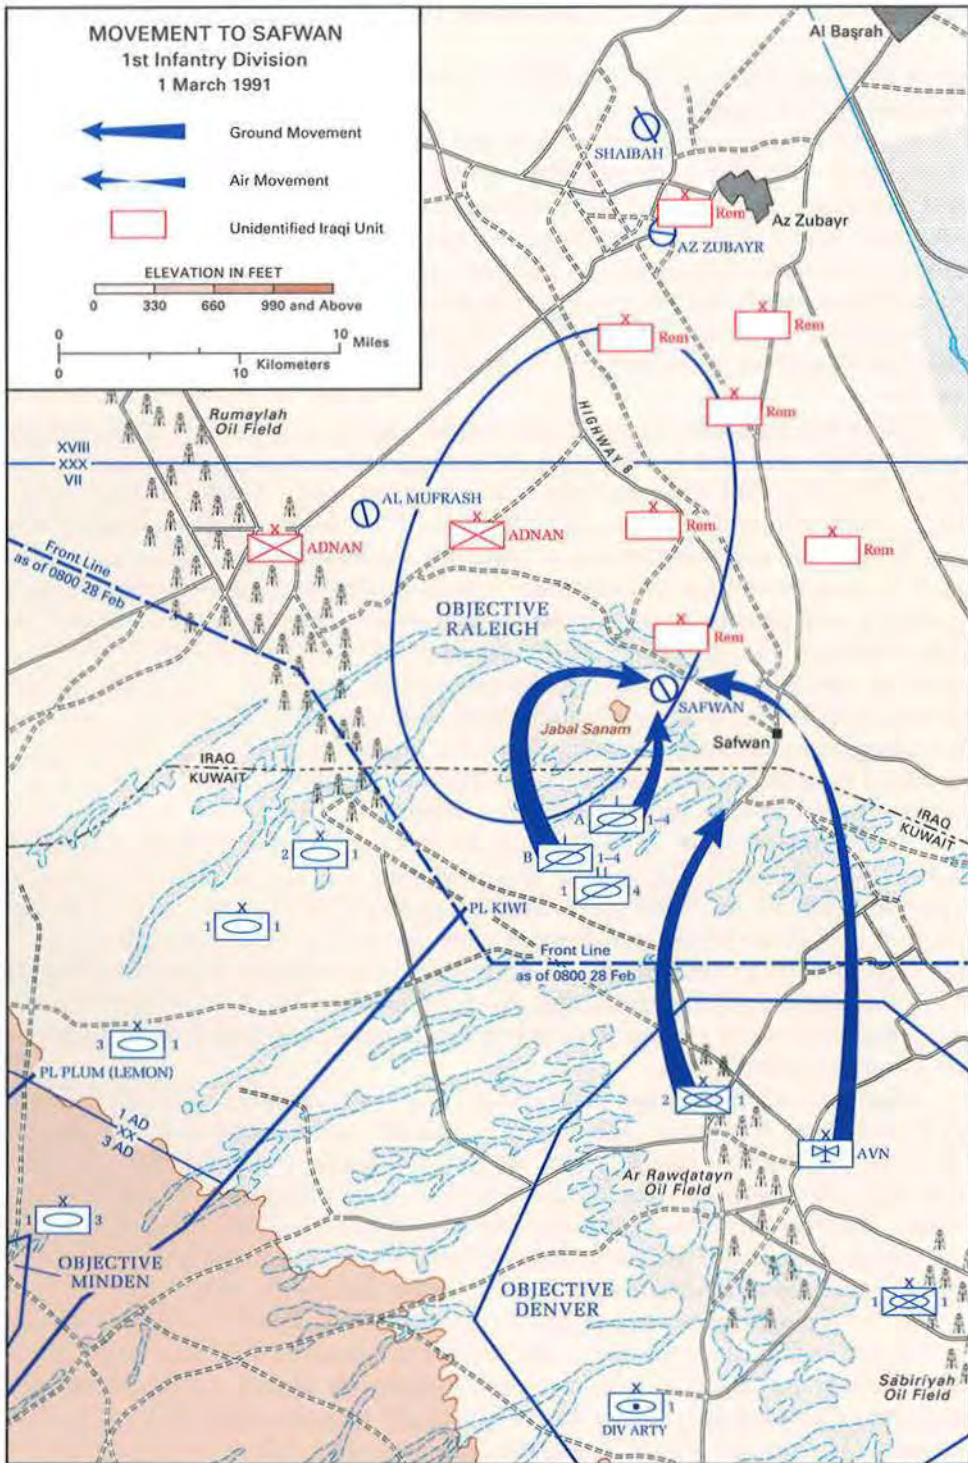 MOVEMENT TO SAFWAN
1st Infantry Division
1 March 1991
Ground Movement
Air Movement
Unidentified Iraqi Unit
ELEVATION IN FEET
0 330 660 990 and Above
0 10 Miles
0 10 Kilometers
Al Başrah
SHAIBAH
X
Rem
Az Zubayr
AZ ZUBAYR
X
Rem
X
Rem
X
Rem
HIGHWAY 8
Rumaylah
Oil Field
XVIII
XXX
VII
AL MUFRASH
X
ADNAN
X
ADNAN
X
Rem
X
Rem
Front Line
as of 0800 28 Feb
OBJECTIVE
RALEIGH
X
Rem
SAFWAN
Jabal Sanam
Safwan
IRAQ
KUWAIT
IRAQ
KUWAIT
A I 1–4
B I 1–4
1 II 4
X
2 1
X
1 1
PL KIWI
Front Line
as of 0800 28 Feb
X
3 1
PL PLUM (LEMON)
1 AD
XX
3 AD
X
2 1
X
AVN
Ar Rawdatayn
Oil Field
X
1 3
OBJECTIVE
MINDEN
OBJECTIVE
DENVER
X
1 1
Sabiriyah
Oil Field
X
1
DIV ARTY